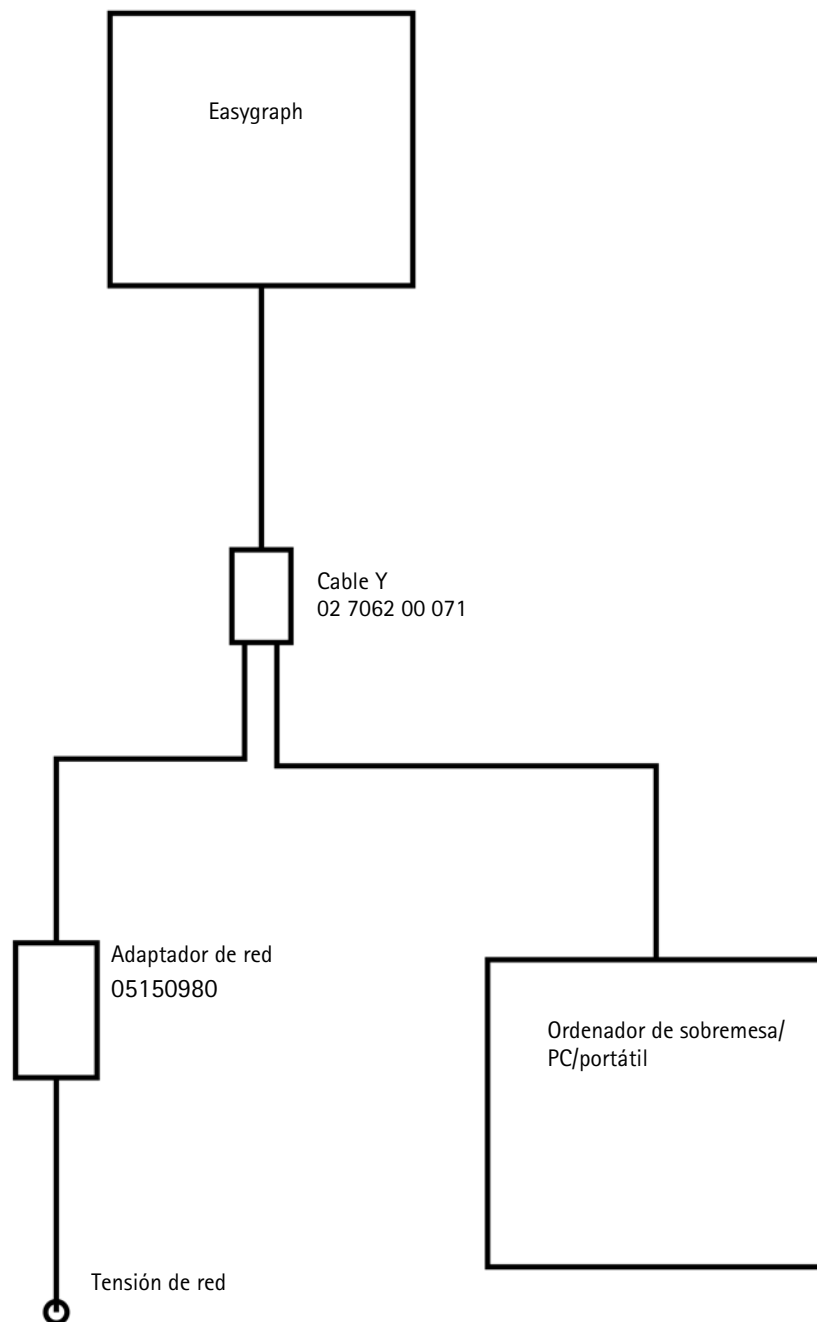 Easygraph
Cable Y
02 7062 00 071
Adaptador de red
05150980
Ordenador de sobremesa/
PC/portátil
Tensión de red